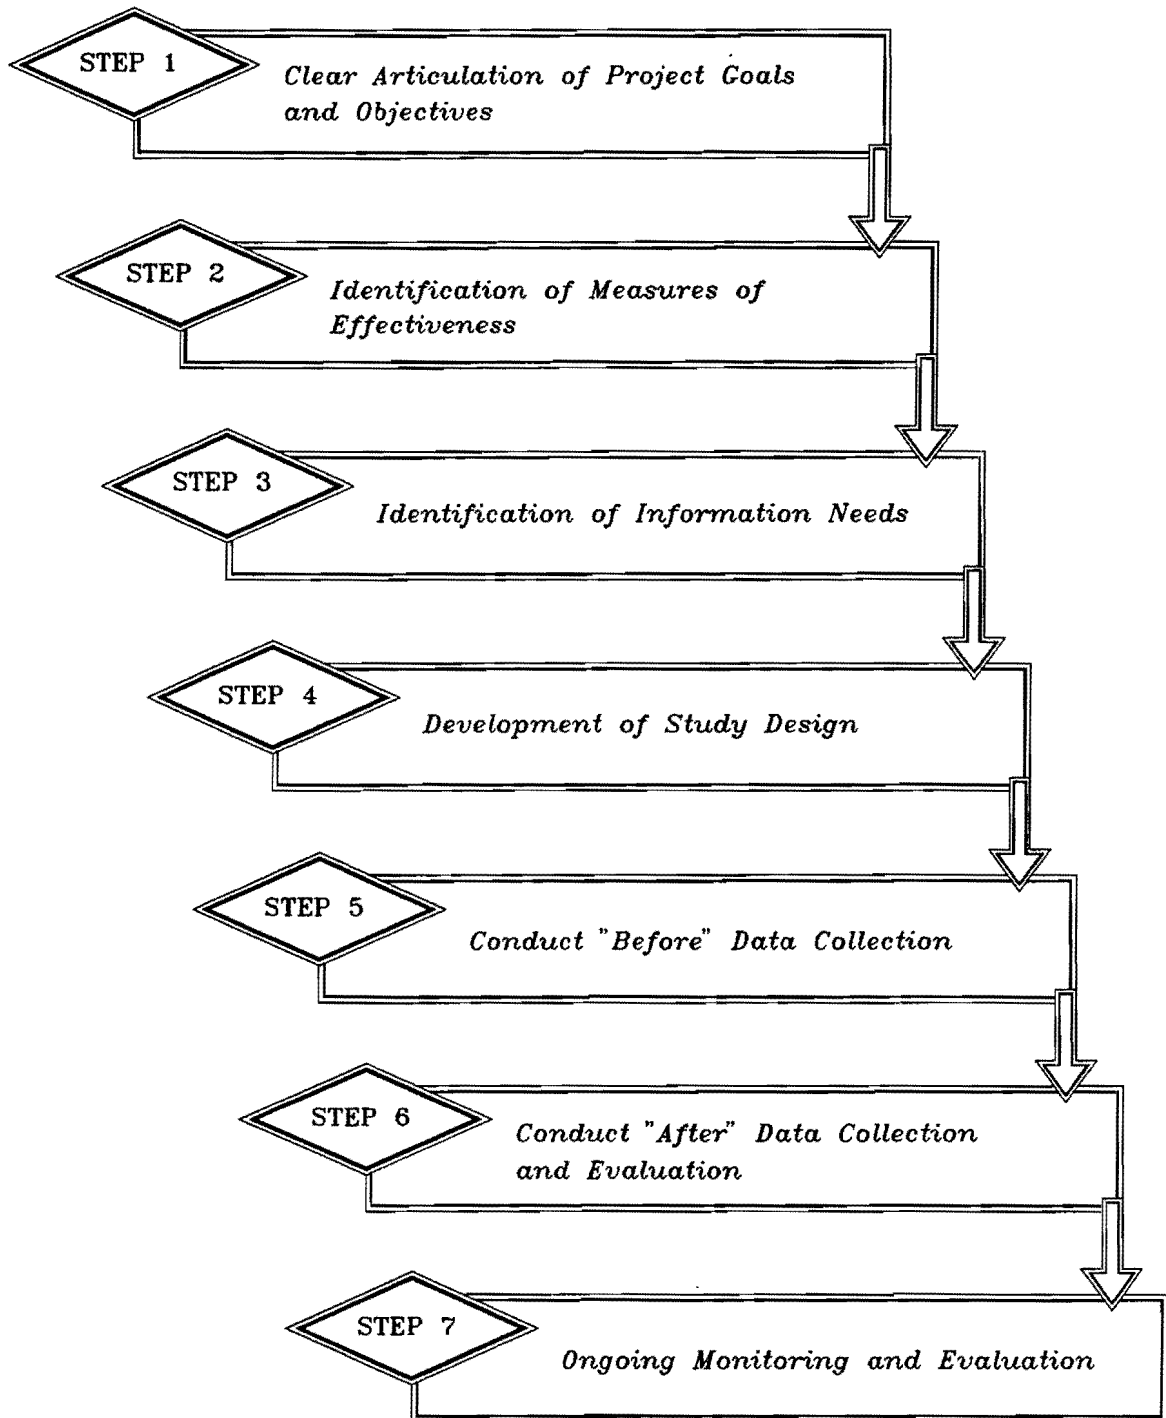 STEP 1
Clear Articulation of Project Goals
and Objectives
STEP 2
Identification of Measures of
Effectiveness
STEP 3
Identification of Information Needs
STEP 4
Development of Study Design
STEP 5
Conduct "Before" Data Collection
STEP 6
Conduct "After" Data Collection
and Evaluation
STEP 7
Ongoing Monitoring and Evaluation